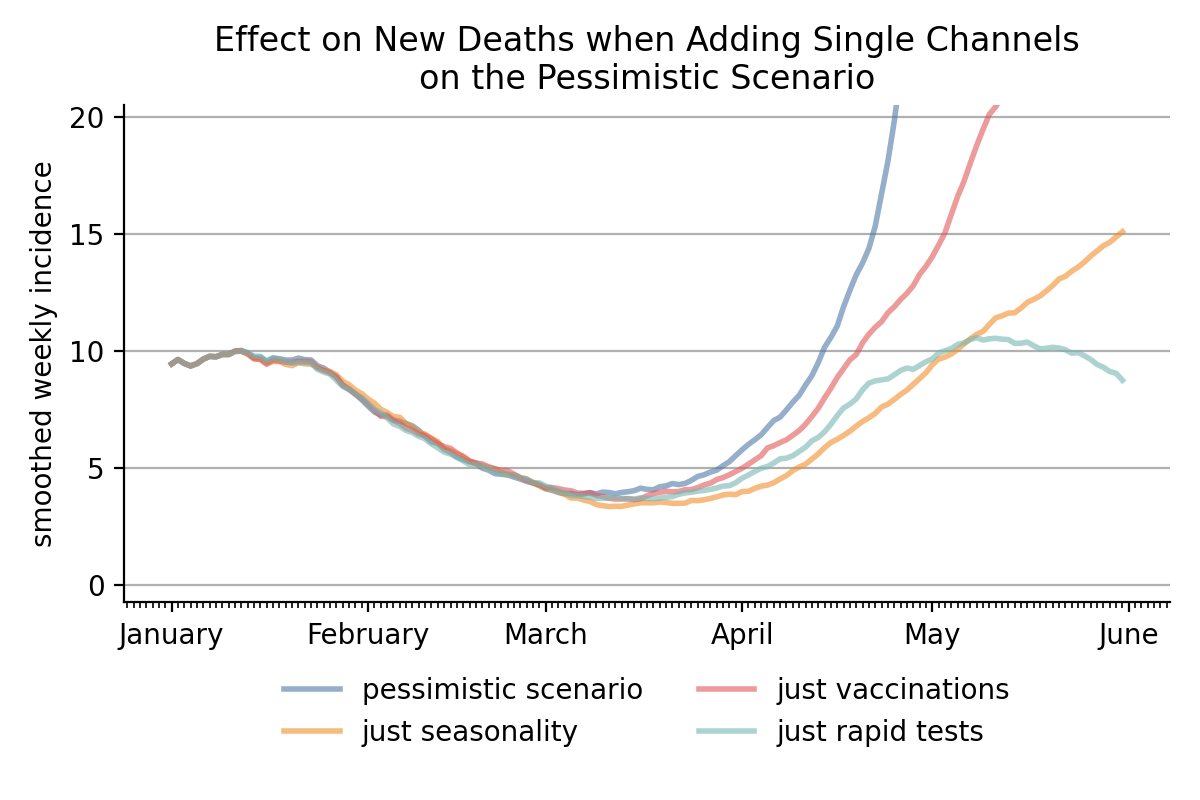 Effect on New Deaths when Adding Single Channels
on the Pessimistic Scenario
smoothed weekly incidence
20
15
10
5
0
January February March April May June
pessimistic scenario just vaccinations
just seasonality just rapid tests